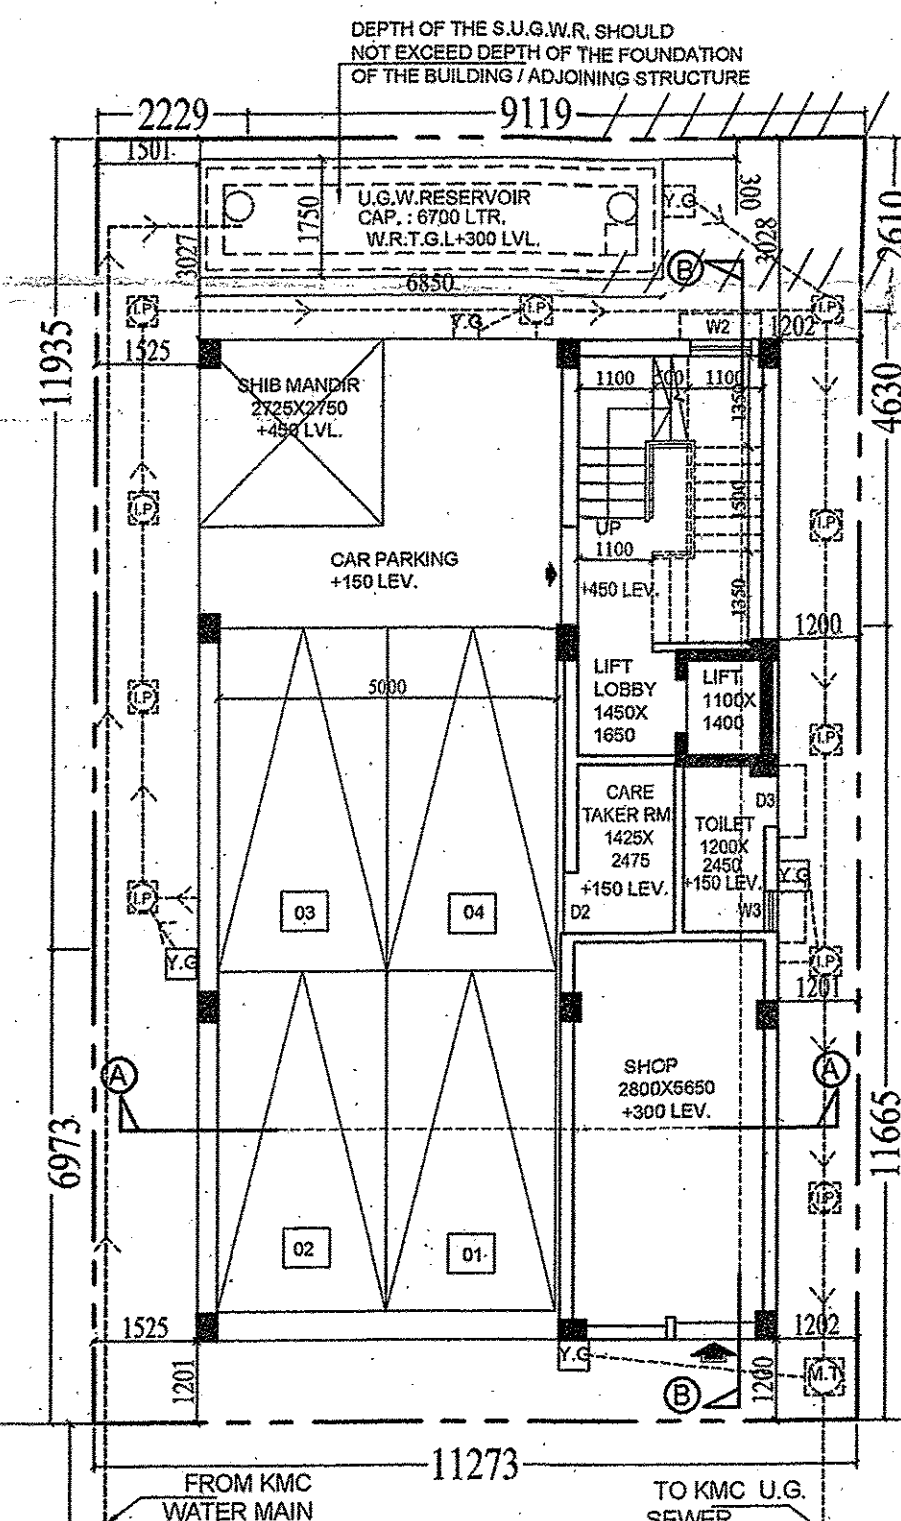 DEPTH OF THE S.U.G.W.R. SHOULD
NOT EXCEED DEPTH OF THE FOUNDATION
OF THE BUILDING / ADJOINING STRUCTURE
2229
9119
1501
300
2610
U.G.W.RESERVOIR
CAP. : 6700 LTR.
W.R.T.G.L+300 LVL.
1750
3027
3028
Y.G
B
6850
I.P
I.P
I.P
Y.G
W2
1202
11935
1525
4630
SHIB MANDIR
2725X2750
+450 LVL.
1100
500
1100
1350
I.P
1500
I.P
UP
1100
CAR PARKING
+150 LEV.
+450 LEV.
1350
1200
5000
I.P
LIFT
LOBBY
1450X
1650
LIFT
1100X
1400
I.P
CARE
TAKER RM
1425X
2475
+150 LEV.
D2
TOILET
1200X
2450
+150 LEV.
D3
W3
Y.G
I.P
03
04
Y.G
I.P
1201
A
A
SHOP
2800X5650
+300 LEV.
6973
11665
I.P
02
01
1525
1202
1201
Y.G
1200
M.T
B
11273
FROM KMC
WATER MAIN
TO KMC U.G.
SEWER